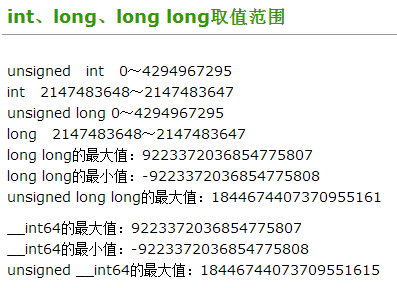 int、long、long long取值范围
unsigned   int   0～4294967295
int   2147483648～2147483647
unsigned long 0～4294967295
long   2147483648～2147483647
long long的最大值：9223372036854775807
long long的最小值：-9223372036854775808
unsigned long long的最大值：1844674407370955161
__int64的最大值：9223372036854775807
__int64的最小值：-9223372036854775808
unsigned __int64的最大值：18446744073709551615